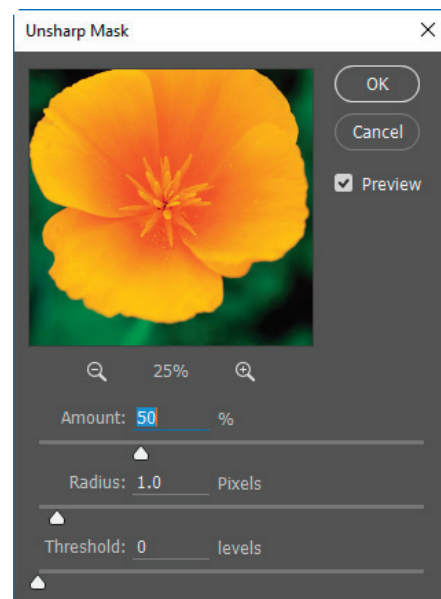 Unsharp Mask
OK
Cancel
Preview
25%
Amount: 50 %
Radius: 1.0 Pixels
Threshold: 0 levels